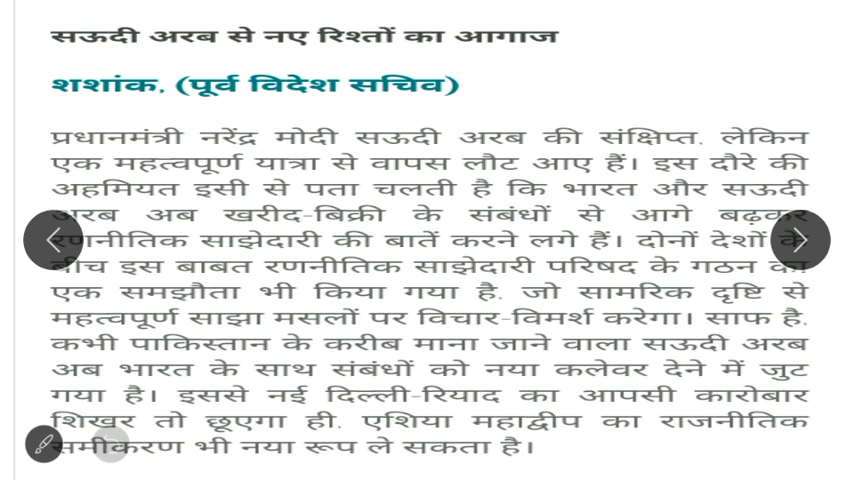 सऊदी अरब से नए रिश्तों का आगाज
शशांक, (पूर्व विदेश सचिव)
प्रधानमंत्री नरेंद्र मोदी सऊदी अरब की संक्षिप्त, लेकिन
एक महत्वपूर्ण यात्रा से वापस लौट आए हैं। इस दौरे की
अहमियत इसी से पता चलती है कि भारत और सऊदी
अरब अब खरीद-बिक्री के संबंधों से आगे बढ़कर
रणनीतिक साझेदारी की बातें करने लगे हैं। दोनों देशों के
बीच इस बाबत रणनीतिक साझेदारी परिषद के गठन का
एक समझौता भी किया गया है, जो सामरिक दृष्टि से
महत्वपूर्ण साझा मसलों पर विचार-विमर्श करेगा। साफ है,
कभी पाकिस्तान के करीब माना जाने वाला सऊदी अरब
अब भारत के साथ संबंधों को नया कलेवर देने में जुट
गया है। इससे नई दिल्ली-रियाद का आपसी कारोबार
शिखर तो छूएगा ही, एशिया महाद्वीप का राजनीतिक
समीकरण भी नया रूप ले सकता है।